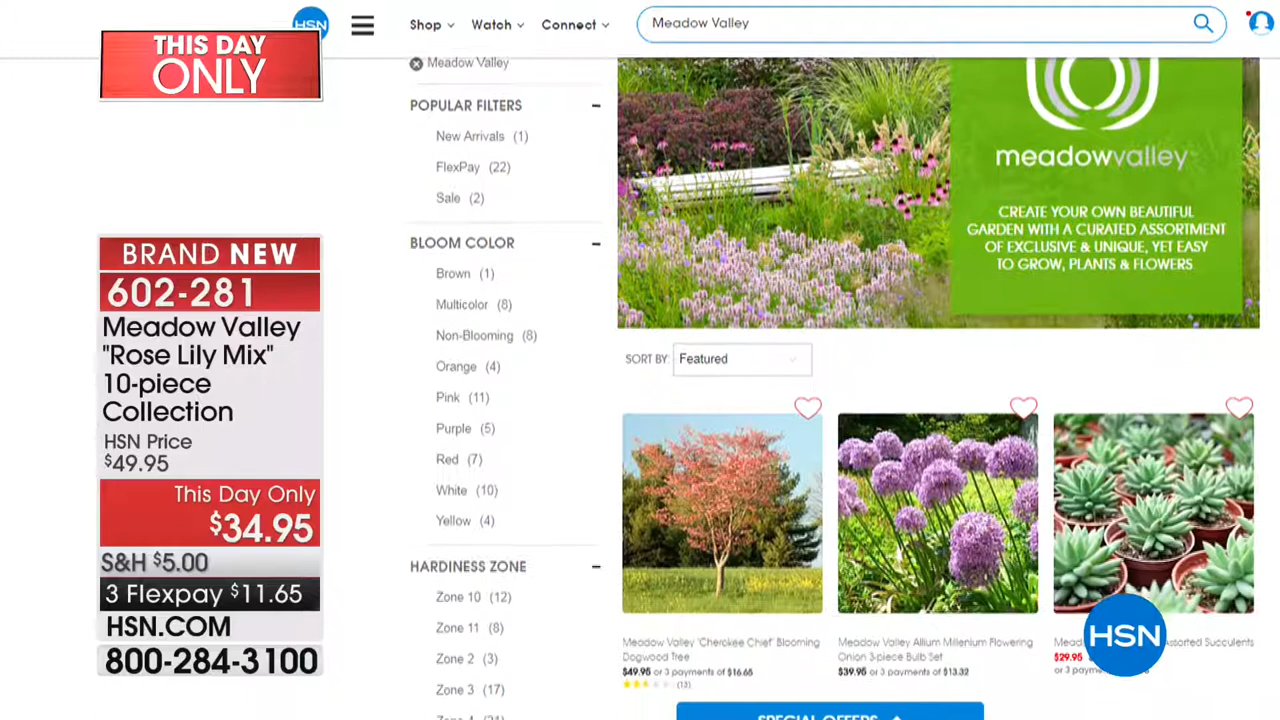 HSN
Shop
Watch
Connect
Meadow Valley
THIS DAY
ONLY
Meadow Valley
POPULAR FILTERS
New Arrivals (1)
FlexPay (22)
Sale (2)
BLOOM COLOR
Brown (1)
Multicolor (8)
Non-Blooming (8)
Orange (4)
Pink (11)
Purple (5)
Red (7)
White (10)
Yellow (4)
HARDINESS ZONE
Zone 10 (12)
Zone 11 (8)
Zone 2 (3)
Zone 3 (17)
BRAND NEW
602-281
Meadow Valley
"Rose Lily Mix"
10-piece
Collection
HSN Price
$49.95
This Day Only
$34.95
S&H $5.00
3 Flexpay $11.65
HSN.COM
800-284-3100
meadowvalley
CREATE YOUR OWN BEAUTIFUL
GARDEN WITH A CURATED ASSORTMENT
OF EXCLUSIVE & UNIQUE, YET EASY
TO GROW, PLANTS & FLOWERS
SORT BY: Featured
Meadow Valley 'Cherokee Chief' Blooming
Dogwood Tree
$49.95 or 3 payments of $16.65
(13)
Meadow Valley Allium Millenium Flowering
Onion 3-piece Bulb Set
$39.95 or 3 payments of $13.32
Assorted Succulents
$29.95
or 3 payments
HSN
SPECIAL OFFERS